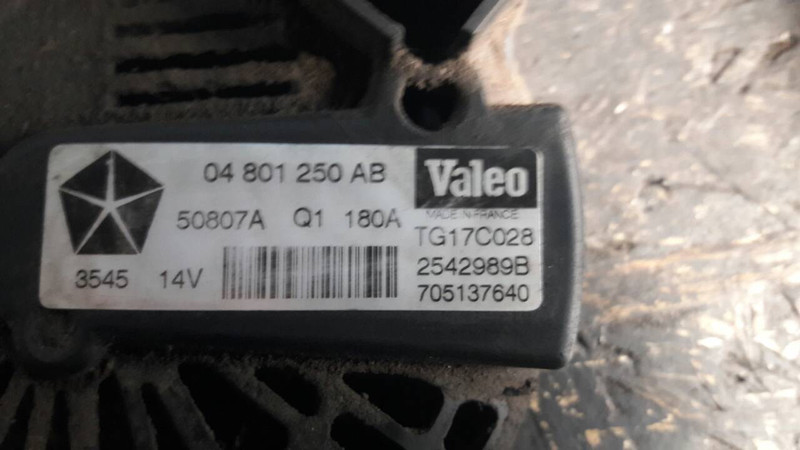 04 801 250 AB
50807A Q1 180A
3545 14V
Valeo
MADE IN FRANCE
TG17C028
2542989B
705137640